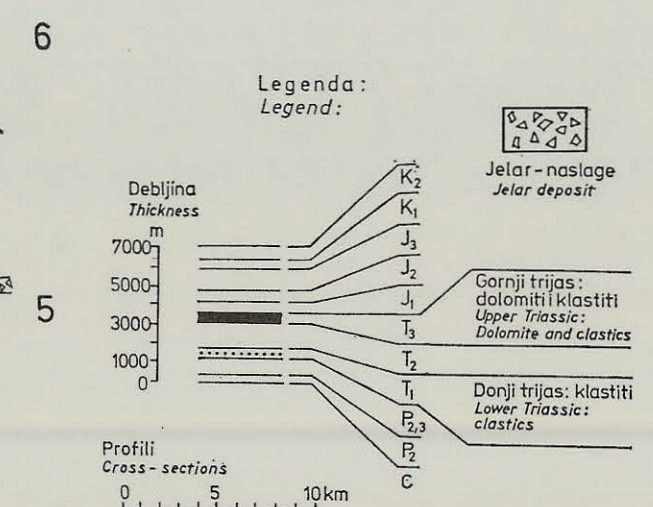 6
Legenda:
Legend:
Jelar-naslage
Jelar deposit
Debljina
Thickness
m
7000
5000
3000
1000
0
5
K2
K1
J3
J2
J1
T3
T2
T1
P2,3
P2
C
Gornji trijas:
dolomiti i klastiti
Upper Triassic:
Dolomite and clastics
Donji trijas: klastiti
Lower Triassic:
clastics
Profili
Cross-sections
0 5 10km